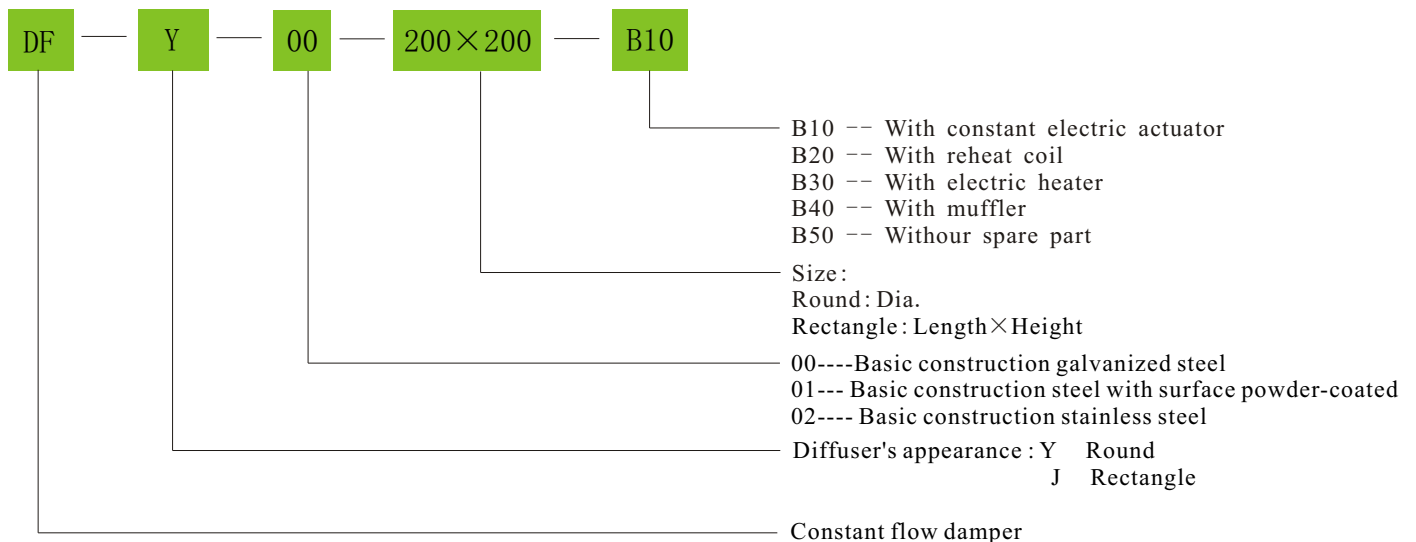 DF — Y — 00 — 200×200 — B10
B10 -- With constant electric actuator
B20 -- With reheat coil
B30 -- With electric heater
B40 -- With muffler
B50 -- Withour spare part
Size:
Round: Dia.
Rectangle: Length×Height
00----Basic construction galvanized steel
01--- Basic construction steel with surface powder-coated
02---- Basic construction stainless steel
Diffuser's appearance : Y Round
J Rectangle
Constant flow damper